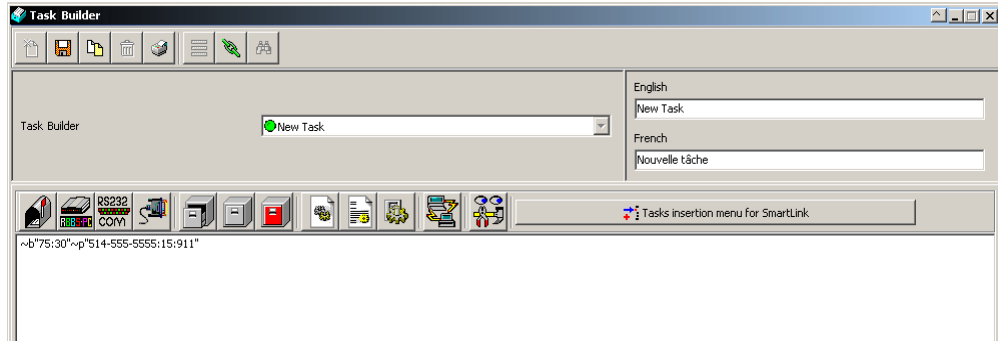 Task Builder
English
New Task
Task Builder
New Task
French
Nouvelle tâche
RS232
COM
Tasks insertion menu for SmartLink
~b"75:30"~p"514-555-5555:15:911"